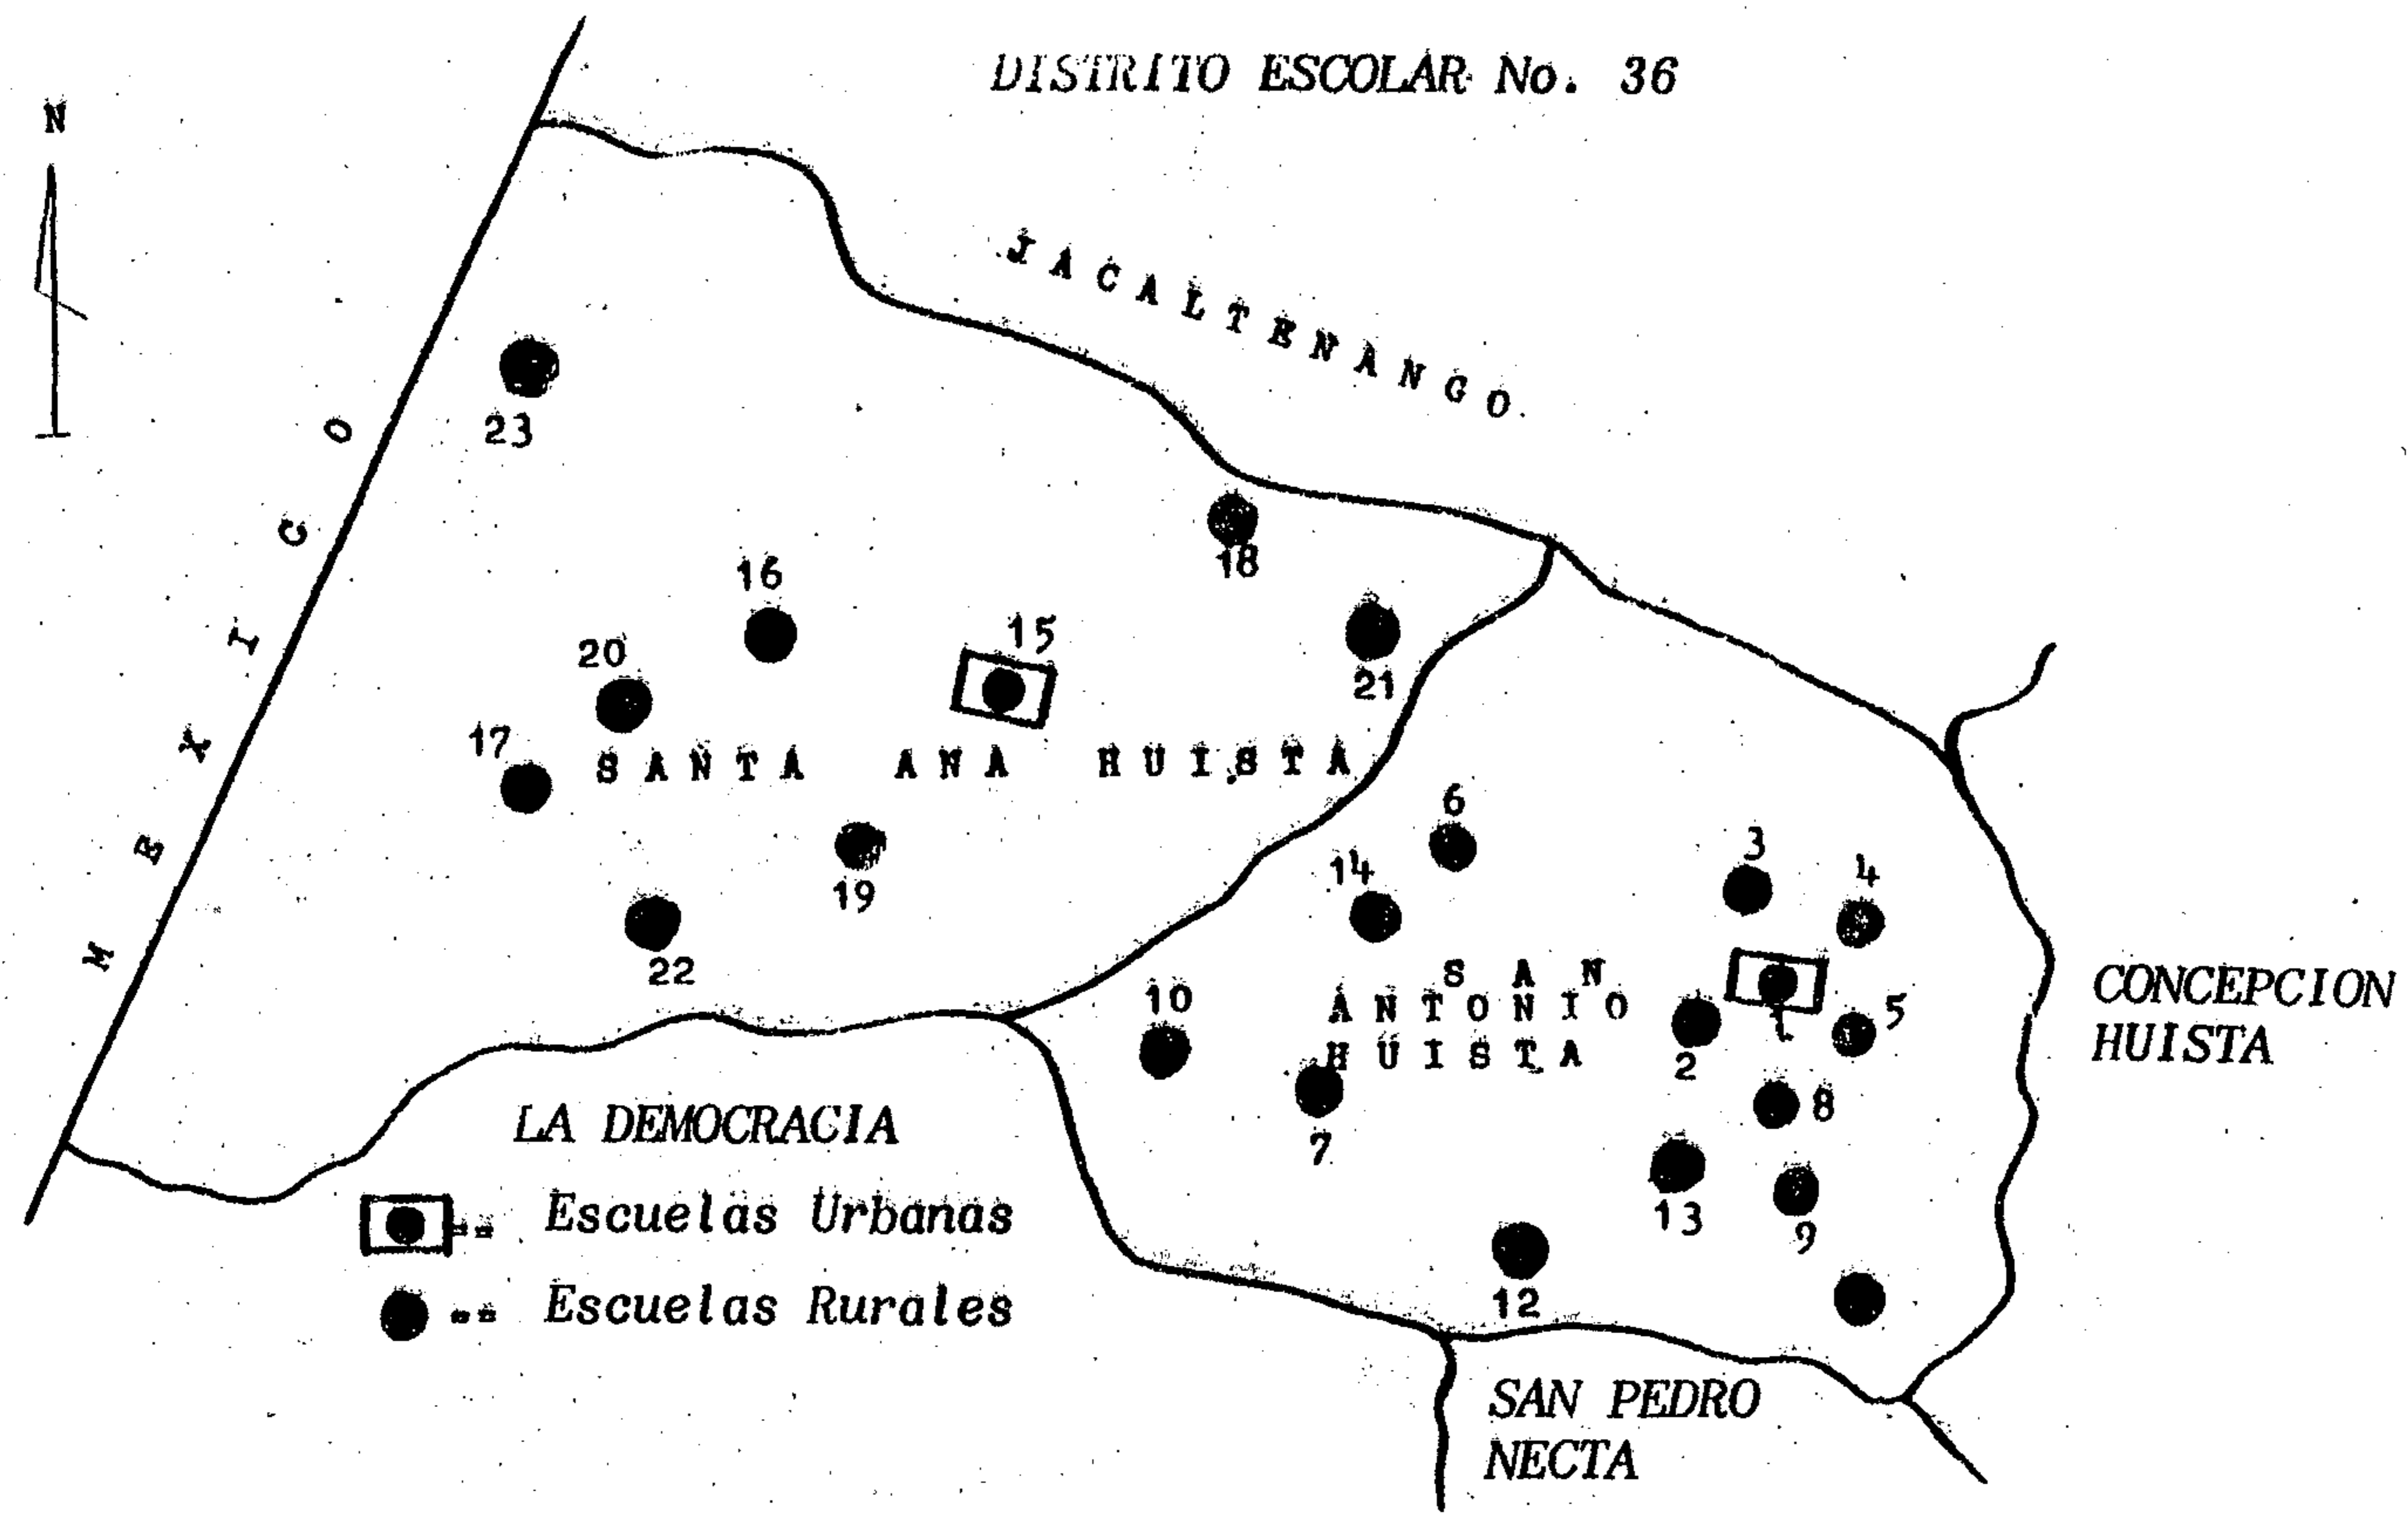 DISTRITO ESCOLAR No. 36
N
JACALTENANGO
MEXICO
23
18
16
15
20
21
17
SANTA ANA HUISTA
6
3
14
4
19
22
SAN
ANTONIO
HUISTA
10
1
5
2
7
8
13
9
12
CONCEPCION
HUISTA
LA DEMOCRACIA
-- Escuelas Urbanas
-- Escuelas Rurales
SAN PEDRO
NECTA